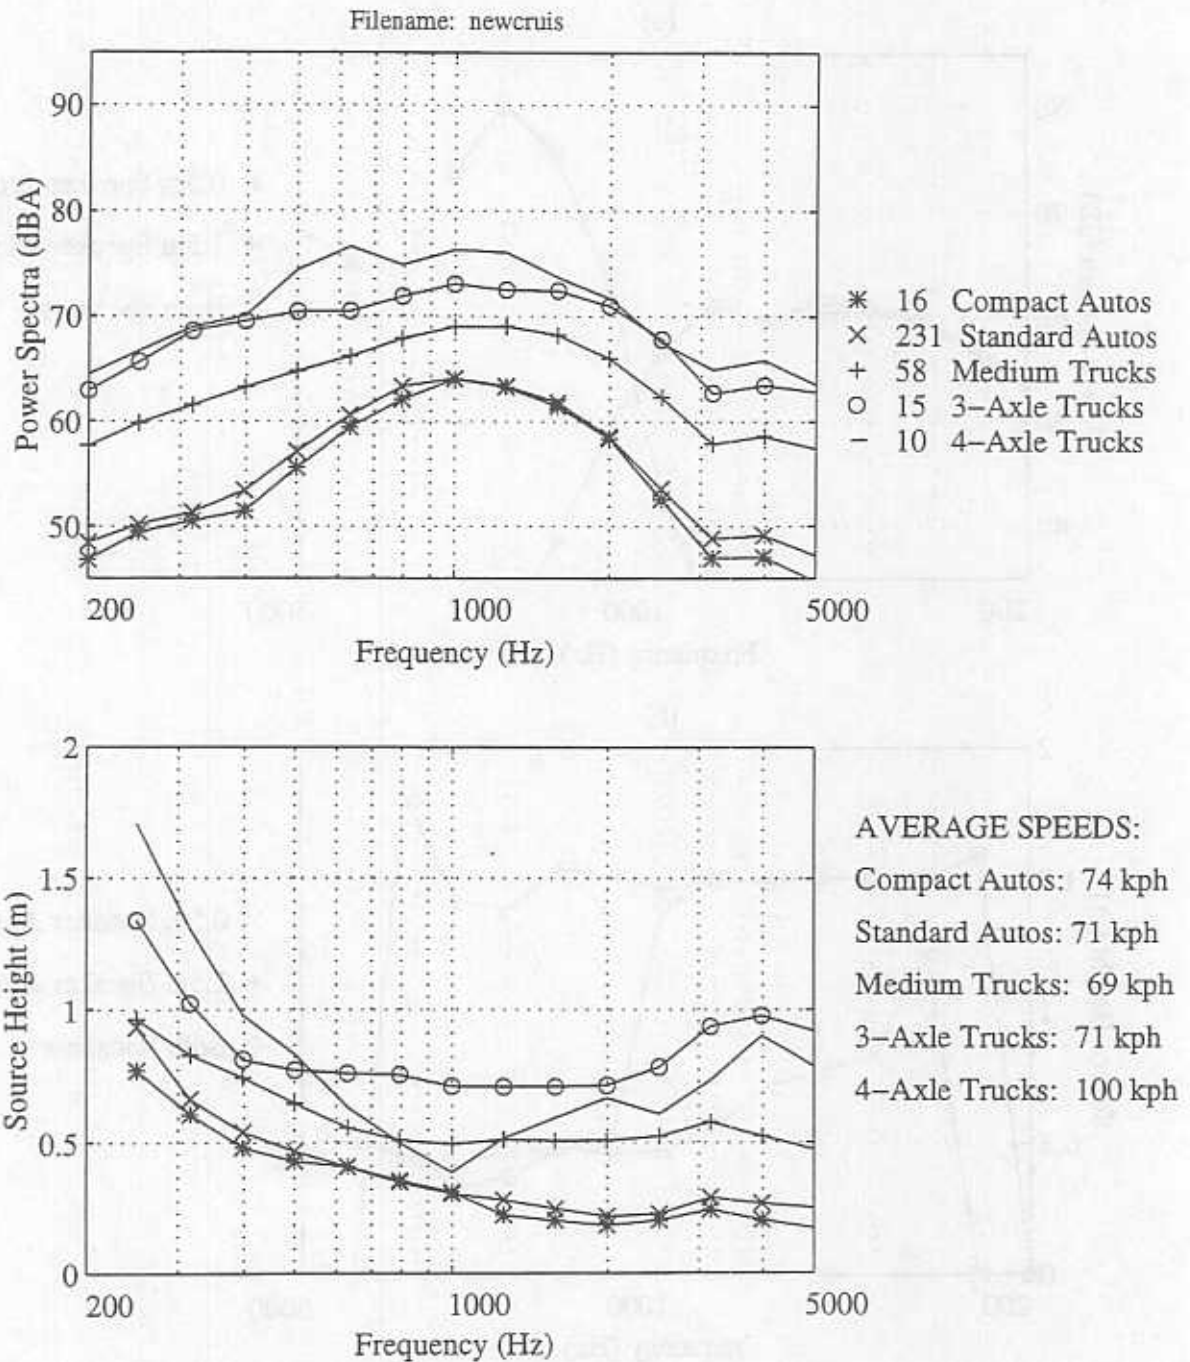 Filename: newcruis
90
80
70
60
50
Power Spectra (dBA)
200 1000 5000
Frequency (Hz)
16 Compact Autos
231 Standard Autos
58 Medium Trucks
15 3–Axle Trucks
10 4–Axle Trucks
2
1.5
1
0.5
0
Source Height (m)
200 1000 5000
Frequency (Hz)
AVERAGE SPEEDS:
Compact Autos: 74 kph
Standard Autos: 71 kph
Medium Trucks: 69 kph
3–Axle Trucks: 71 kph
4–Axle Trucks: 100 kph